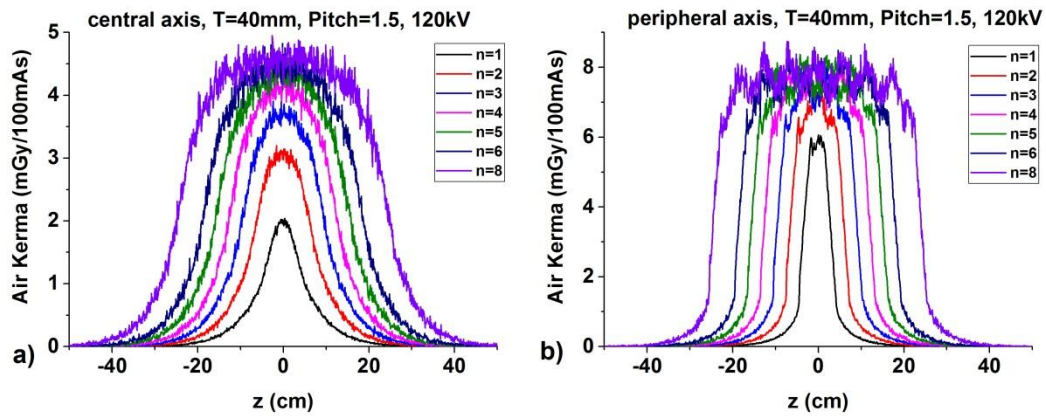 central axis, T=40mm, Pitch=1.5, 120kV
5
4
3
2
1
0
Air Kerma (mGy/100mAs)
n=1
n=2
n=3
n=4
n=5
n=6
n=8
-40 -20 0 20 40
z (cm)
a)
peripheral axis, T=40mm, Pitch=1.5, 120kV
8
6
4
2
0
Air Kerma (mGy/100mAs)
n=1
n=2
n=3
n=4
n=5
n=6
n=8
-40 -20 0 20 40
z (cm)
b)